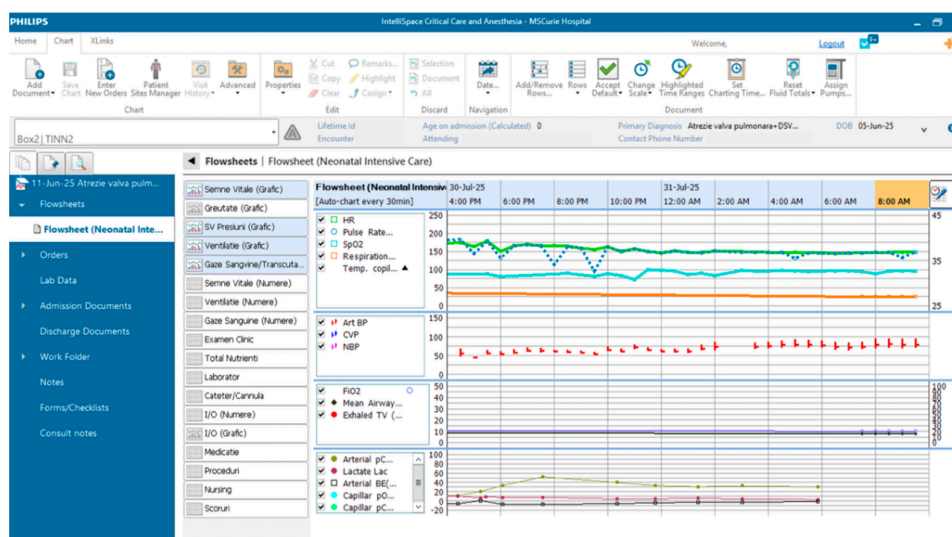 PHILIPS
IntelliSpace Critical Care and Anesthesia - MSCurie Hospital
Home Chart XLinks
Welcome, Logout 9+
Add Document Save Chart Enter New Orders Patient Sites Manager Visit History Advanced Properties
Cut Remarks... Selection
Copy Highlight Document
Clear Cosign All
Date... Add/Remove Rows... Rows Accept Default Change Scale Highlighted Time Ranges Set Charting Time... Reset Fluid Totals Assign Pumps...
Chart Edit Discard Navigation Document
Box2| TINN2
Lifetime Id Age on admission (Calculated) 0 Primary Diagnosis Atrezie valva pulmonara+DSV... DOB 05-Jun-25
Encounter Attending Contact Phone Number
11-Jun-25 Atrezie valva pulm...
Flowsheets
Flowsheet (Neonatal Inte...
Orders
Lab Data
Admission Documents
Discharge Documents
Work Folder
Notes
Forms/Checklists
Consult notes
Flowsheets | Flowsheet (Neonatal Intensive Care)
Semne Vitale (Grafic)
Greutate (Grafic)
SV Presiuni (Grafic)
Ventilatie (Grafic)
Gaze Sangvine/Transcuta...
Semne Vitale (Numere)
Ventilatie (Numere)
Gaze Sanguine (Numere)
Examen Clinic
Total Nutrienti
Laborator
Cateter/Cannula
I/O (Numere)
I/O (Grafic)
Medicatie
Proceduri
Nursing
Scoruri
Flowsheet (Neonatal Intensiv 30-Jul-25 31-Jul-25
[Auto-chart every 30min] 4:00 PM 6:00 PM 8:00 PM 10:00 PM 12:00 AM 2:00 AM 4:00 AM 6:00 AM 8:00 AM
HR
Pulse Rate...
SpO2
Respiration...
Temp. copil...
250
200
150
100
50
0
45
35
25
Art BP
CVP
NBP
150
100
50
0
FiO2
Mean Airway...
Exhaled TV (...
50
40
30
20
10
0
100
Arterial pC...
Lactate Lac
Arterial BE(...
Capilar pO...
Capilar pC...
100
80
60
40
20
0
-20